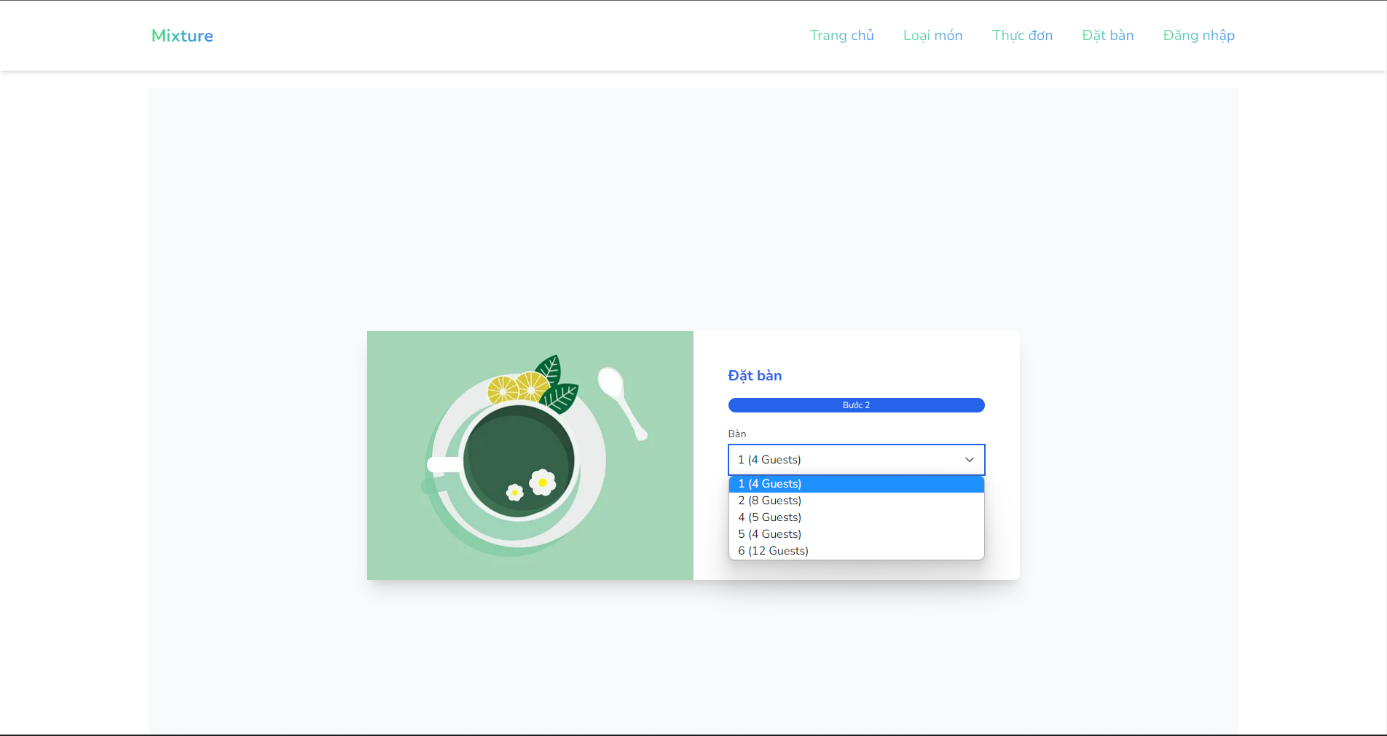 Mixture
Trang chủ
Loại món
Thực đơn
Đặt bàn
Đăng nhập
Đặt bàn
Bước 2
Bàn
1 (4 Guests)
1 (4 Guests)
2 (8 Guests)
4 (5 Guests)
5 (4 Guests)
6 (12 Guests)